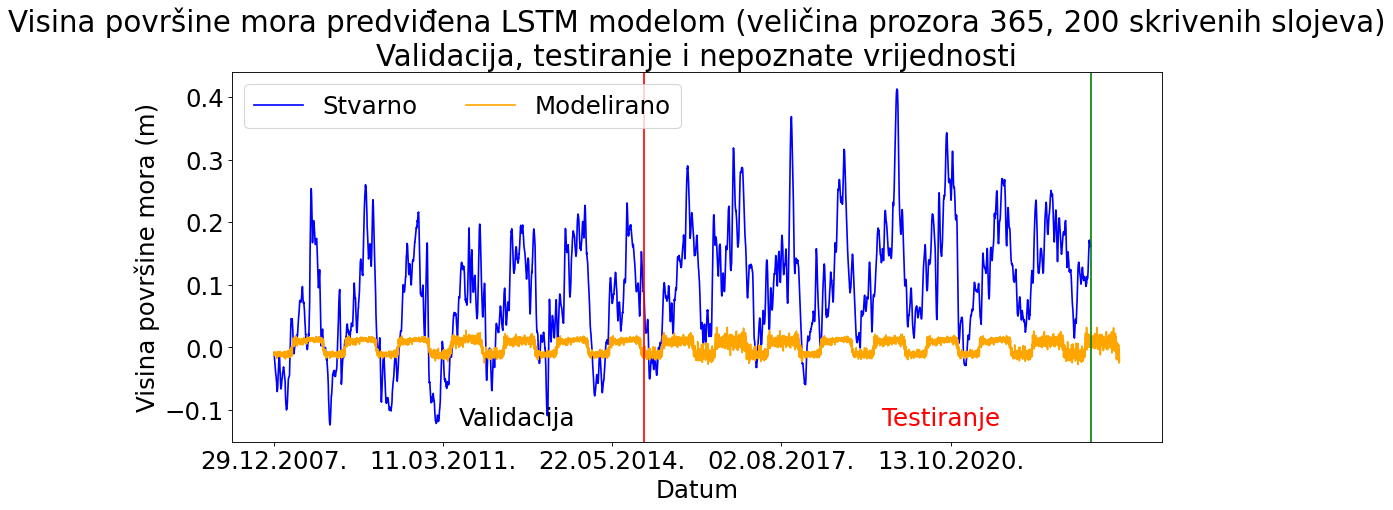 Visina površine mora predviđena LSTM modelom (veličina prozora 365, 200 skrivenih slojeva)
Validacija, testiranje i nepoznate vrijednosti
Stvarno Modelirano
Visina površine mora (m)
0.4
0.3
0.2
0.1
0.0
−0.1
Validacija
Testiranje
29.12.2007. 11.03.2011. 22.05.2014. 02.08.2017. 13.10.2020.
Datum